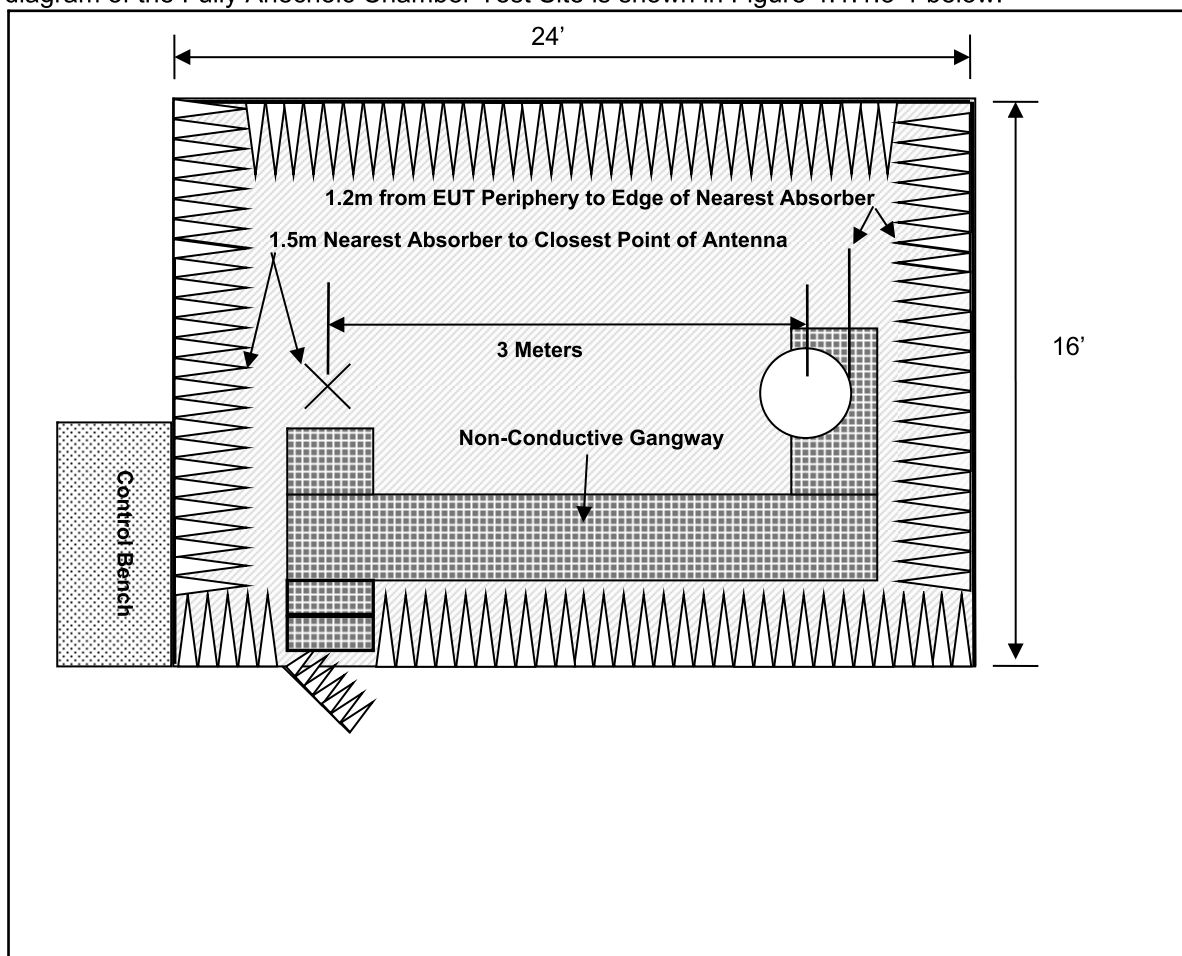 24’
1.2m from EUT Periphery to Edge of Nearest Absorber
1.5m Nearest Absorber to Closest Point of Antenna
3 Meters
16’
Non-Conductive Gangway
Control Bench